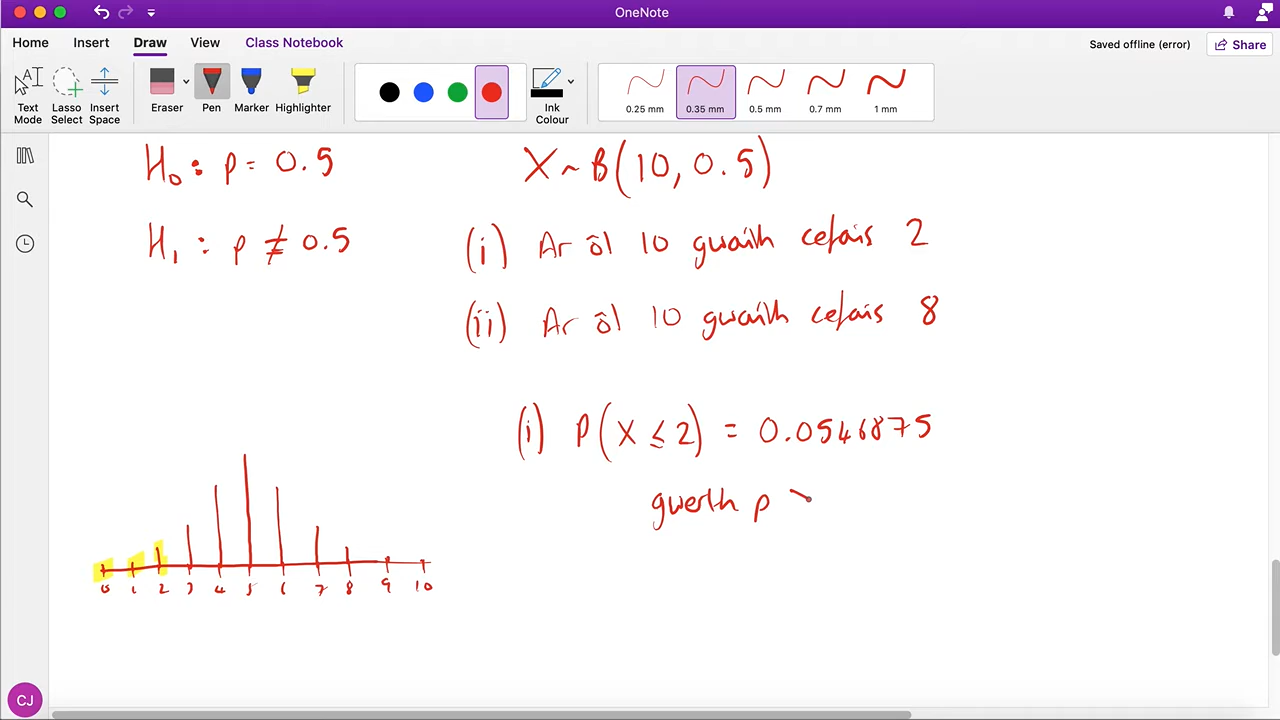 OneNote
Home Insert Draw View Class Notebook
Saved offline (error) Share
Text Mode
Lasso Select
Insert Space
Eraser
Pen
Marker
Highlighter
Ink Colour
0.25 mm
0.35 mm
0.5 mm
0.7 mm
1 mm
H₀ : p = 0.5
X ~ B(10, 0.5)
H₁ : p ≠ 0.5
(i) Ar ôl 10 gwaith cefais 2
(ii) Ar ôl 10 gwaith cefais 8
(i) P(X ≤ 2) = 0.0546875
gwerth p
0 1 2 3 4 5 6 7 8 9 10
CJ